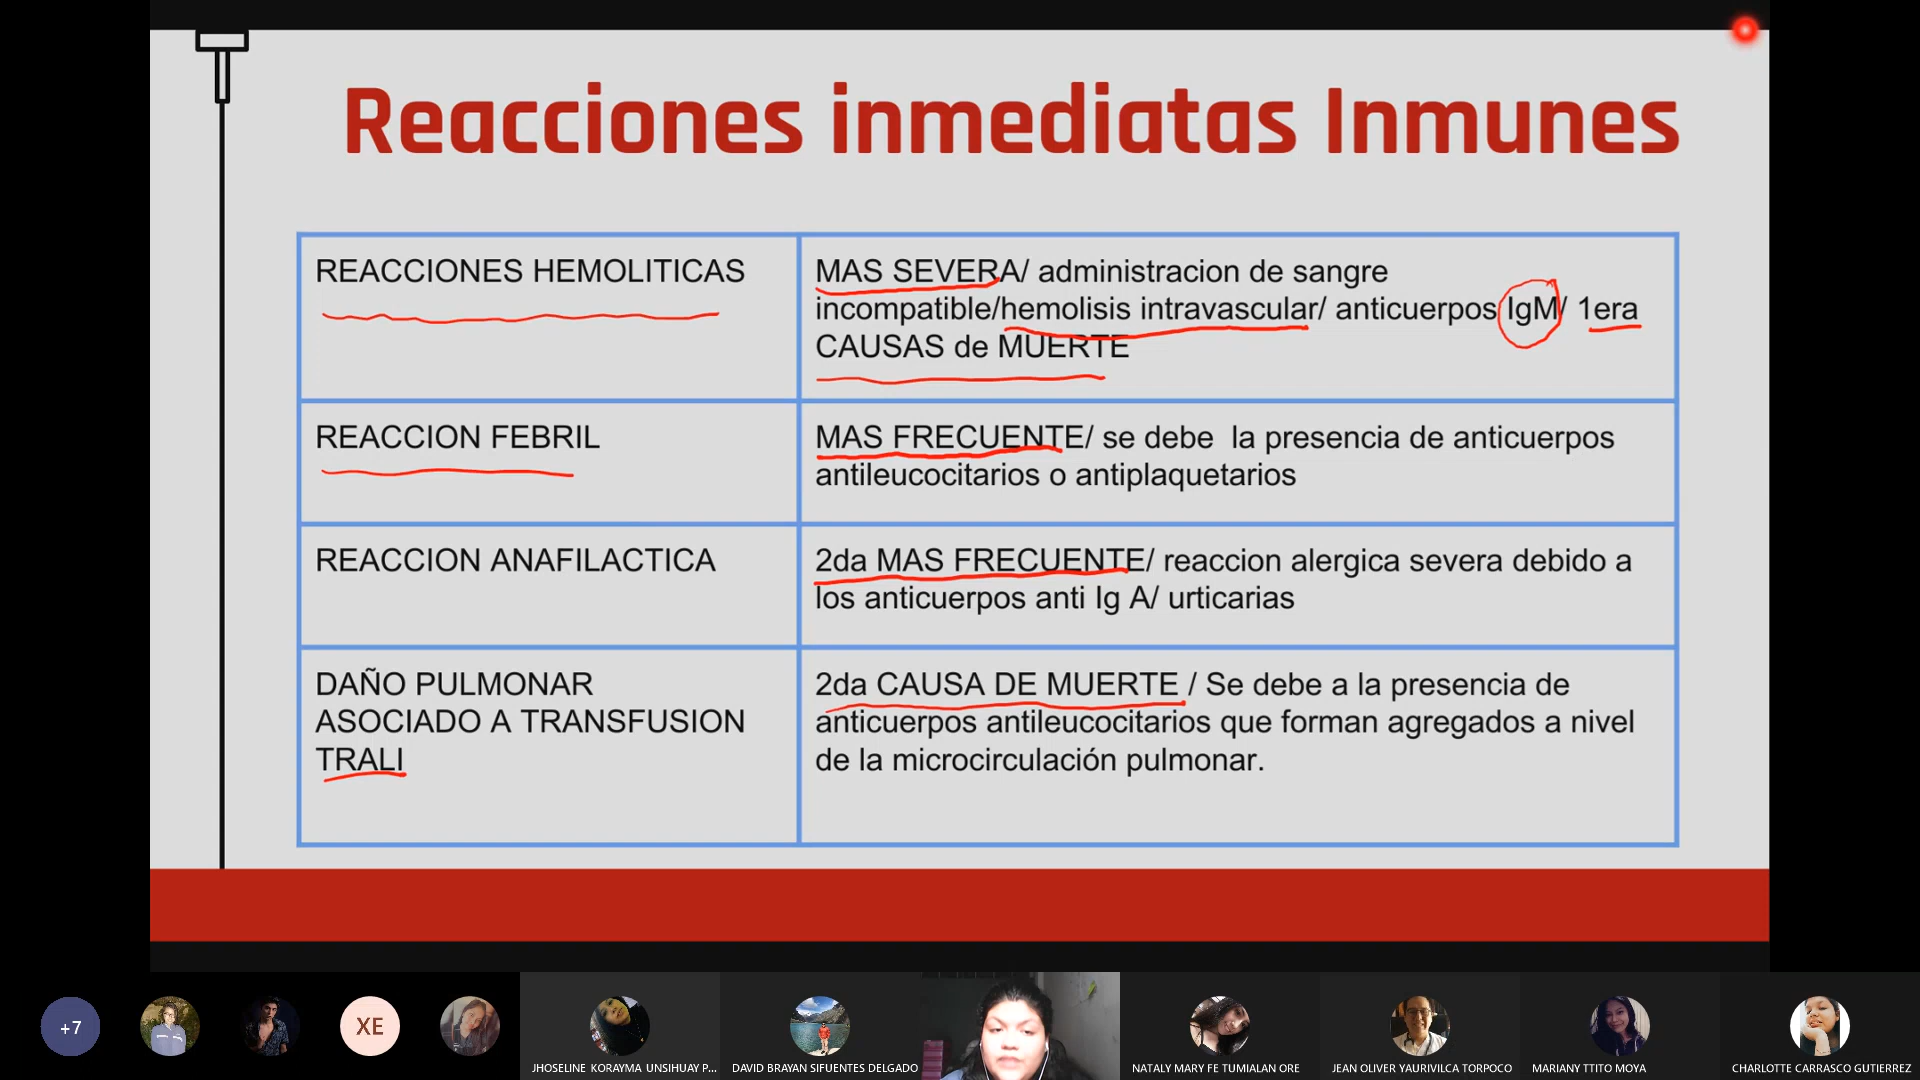 Reacciones inmediatas Inmunes
REACCIONES HEMOLITICAS
MAS SEVERA/ administracion de sangre
incompatible/hemolisis intravascular/ anticuerpos IgM/ 1era
CAUSAS de MUERTE
REACCION FEBRIL
MAS FRECUENTE/ se debe  la presencia de anticuerpos
antileucocitarios o antiplaquetarios
REACCION ANAFILACTICA
2da MAS FRECUENTE/ reaccion alergica severa debido a
los anticuerpos anti Ig A/ urticarias
DAÑO PULMONAR
ASOCIADO A TRANSFUSION
TRALI
2da CAUSA DE MUERTE / Se debe a la presencia de
anticuerpos antileucocitarios que forman agregados a nivel
de la microcirculación pulmonar.
+7
XE
JHOSELINE KORAYMA UNSIHUAY P...
DAVID BRAYAN SIFUENTES DELGADO
NATALY MARY FE TUMIALAN ORE
JEAN OLIVER YAURIVILCA TORPOCO
MARIANY TTITO MOYA
CHARLOTTE CARRASCO GUTIERREZ